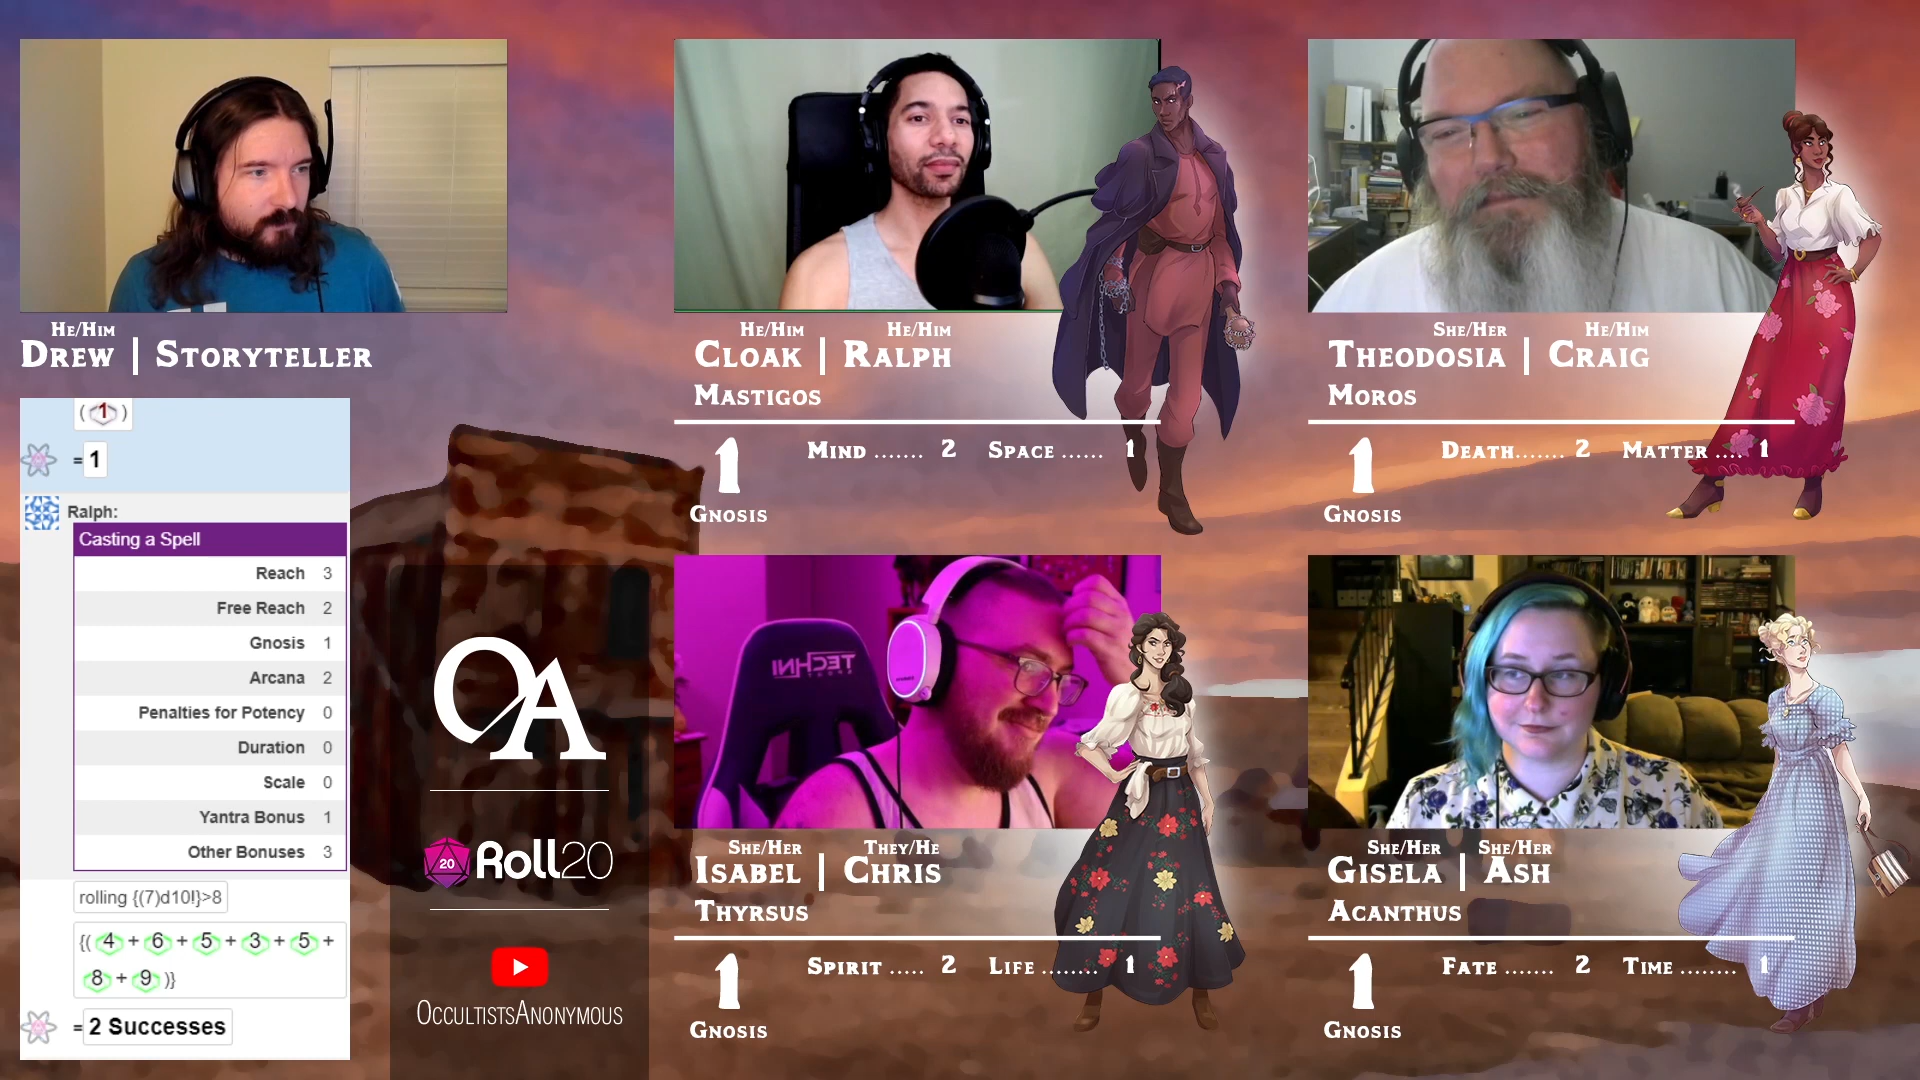 He/Him
Drew | Storyteller
He/Him He/Him
Cloak | Ralph
Mastigos
1
Gnosis
Mind ....... 2 Space ...... 1
She/Her He/Him
Theodosia | Craig
Moros
1
Gnosis
Death....... 2 Matter .... 1
(1)
= 1
Ralph:
Casting a Spell
Reach 3
Free Reach 2
Gnosis 1
Arcana 2
Penalties for Potency 0
Duration 0
Scale 0
Yantra Bonus 1
Other Bonuses 3
rolling {(7)d10!}>8
{( 4 + 6 + 5 + 3 + 5 +
8 + 9 )}
= 2 Successes
OA
20
Roll20
OccultistsAnonymous
TECHNI
She/Her They/He
Isabel | Chris
Thyrsus
1
Gnosis
Spirit ..... 2 Life ........ 1
She/Her She/Her
Gisela | Ash
Acanthus
1
Gnosis
Fate ....... 2 Time ........ 1